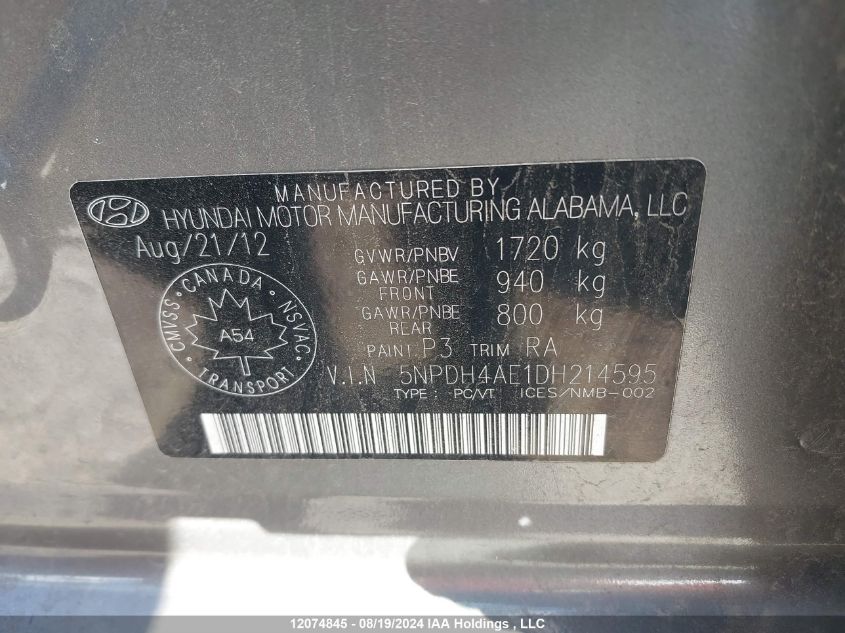 MANUFACTURED BY
HYUNDAI MOTOR MANUFACTURING ALABAMA, LLC
Aug/21/12
GVWR/PNBV 1720 kg
GAWR/PNBE FRONT 940 kg
GAWR/PNBE REAR 800 kg
CANADA
CMVSS · NSVAC
A54
TRANSPORT
PAINT P3 TRIM RA
V.I.N 5NPDH4AE1DH214595
TYPE : PC/VT ICES/NMB-002
12074845 - 08/19/2024 IAA Holdings , LLC